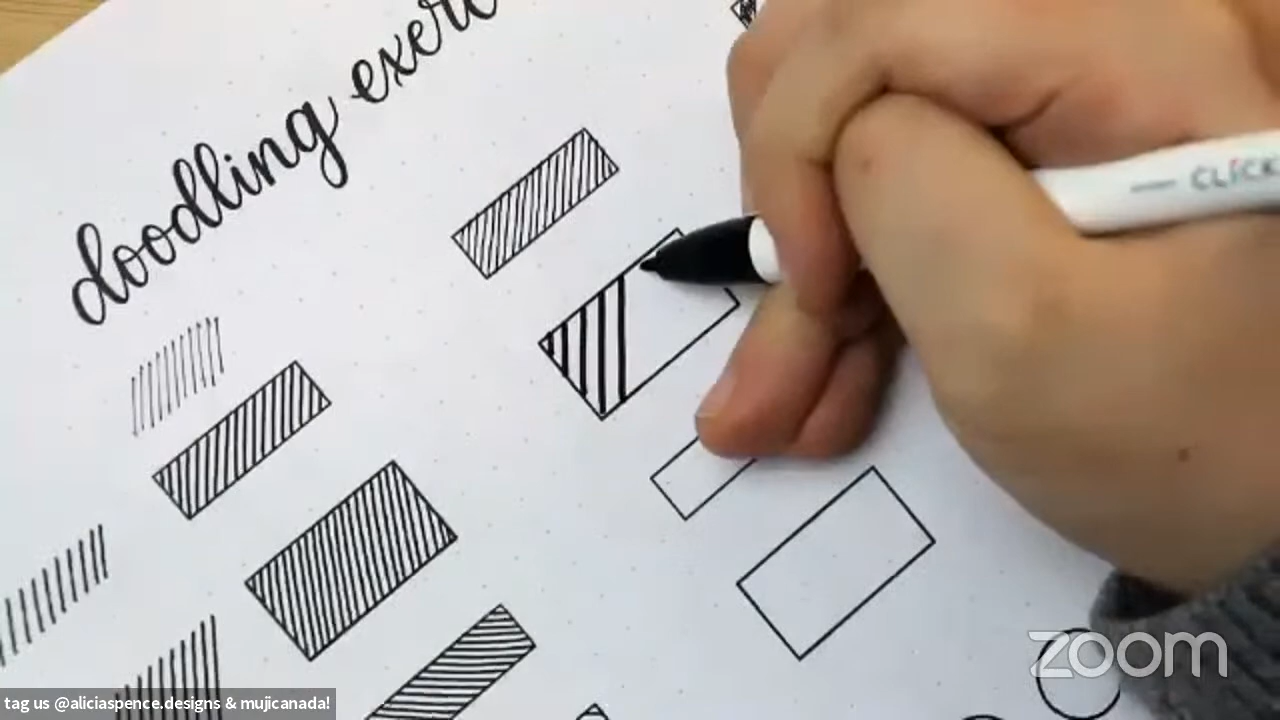 doodling exerc
CLiCK
zoom
tag us @aliciaspence.designs & mujicanada!